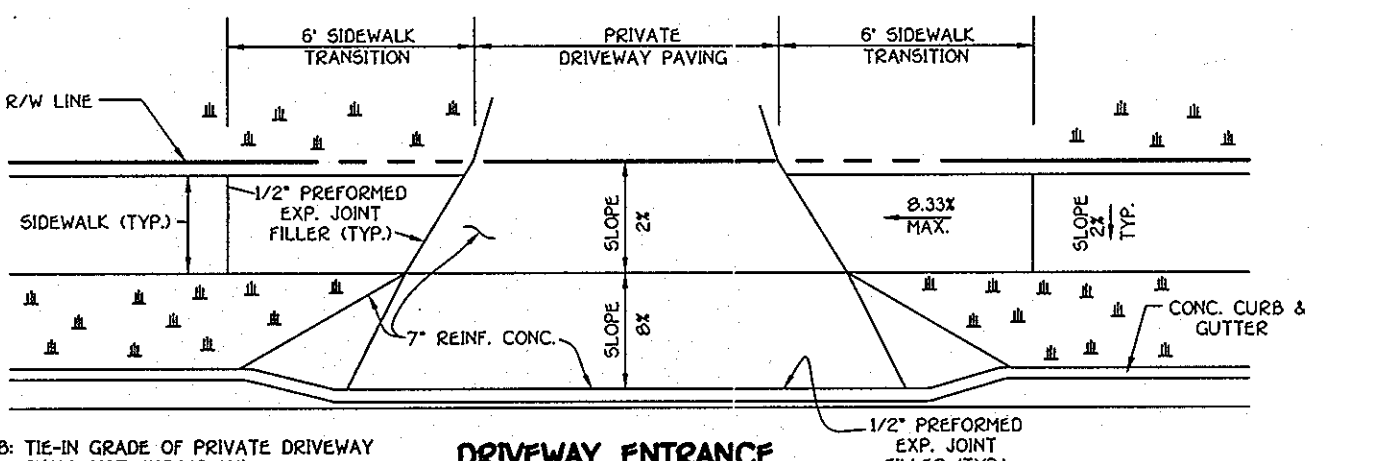 6' SIDEWALK
TRANSITION
PRIVATE
DRIVEWAY PAVING
6' SIDEWALK
TRANSITION
R/W LINE
1/2" PREFORMED
EXP. JOINT
FILLER (TYP.)
SIDEWALK (TYP.)
SLOPE
2%
8.33%
MAX.
SLOPE
2%
TYP.
7" REINF. CONC.
SLOPE
8%
CONC. CURB &
GUTTER
B: TIE-IN GRADE OF PRIVATE DRIVEWAY
DRIVEWAY ENTRANCE
1/2" PREFORMED
EXP. JOINT
FILLER (TYP.)